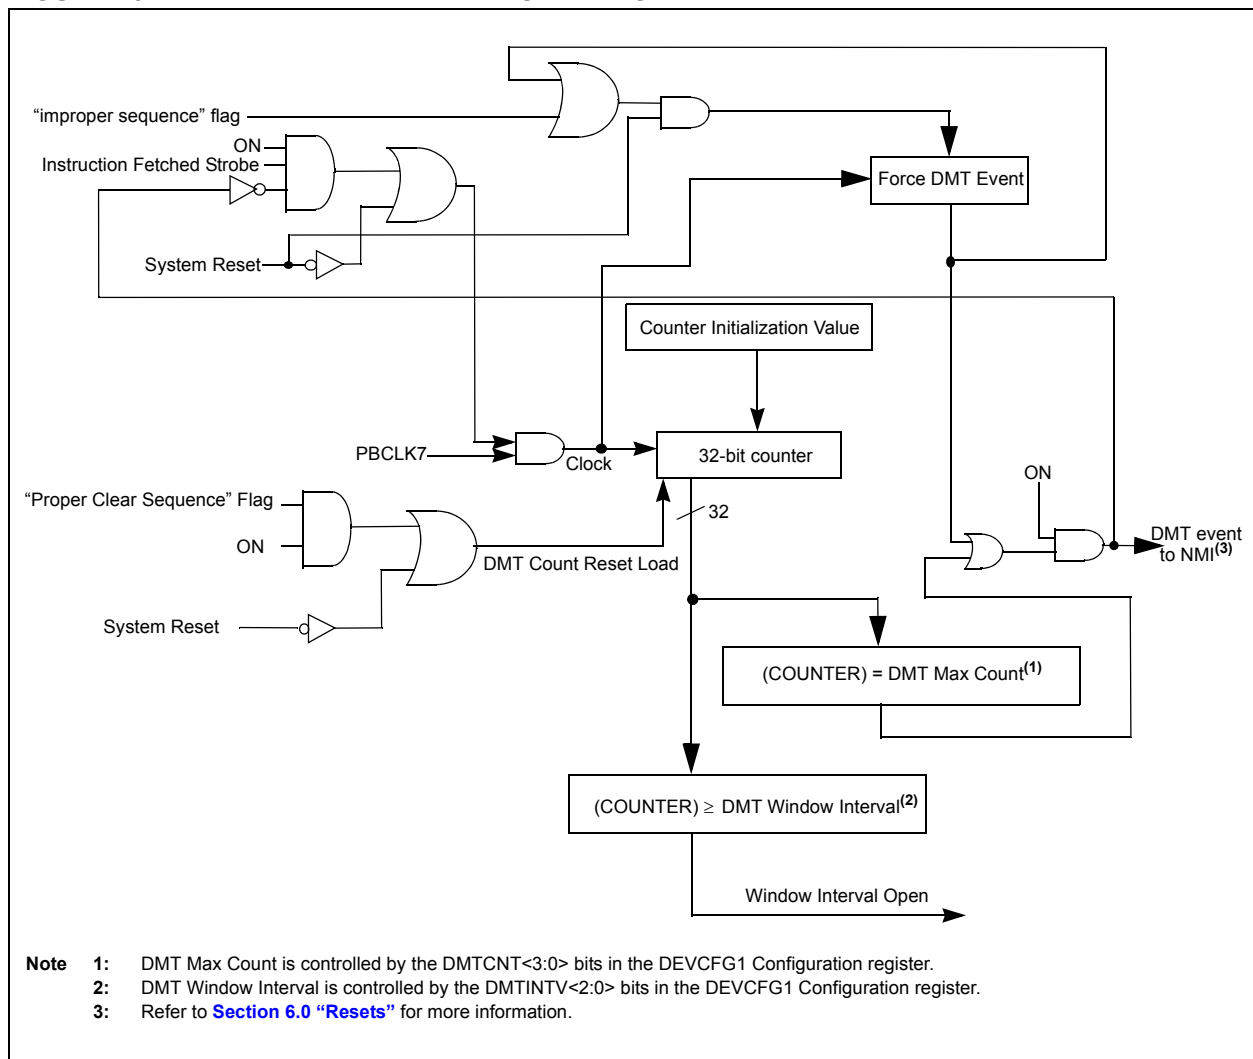 “improper sequence” flag
ON
Instruction Fetched Strobe
Force DMT Event
System Reset
Counter Initialization Value
PBCLK7
Clock
32-bit counter
“Proper Clear Sequence” Flag
32
ON
ON
DMT event
to NMI(3)
DMT Count Reset Load
System Reset
(COUNTER) = DMT Max Count(1)
(COUNTER) ≥ DMT Window Interval(2)
Window Interval Open
Note 1: DMT Max Count is controlled by the DMTCNT<3:0> bits in the DEVCFG1 Configuration register.
2: DMT Window Interval is controlled by the DMTINTV<2:0> bits in the DEVCFG1 Configuration register.
3: Refer to Section 6.0 “Resets” for more information.